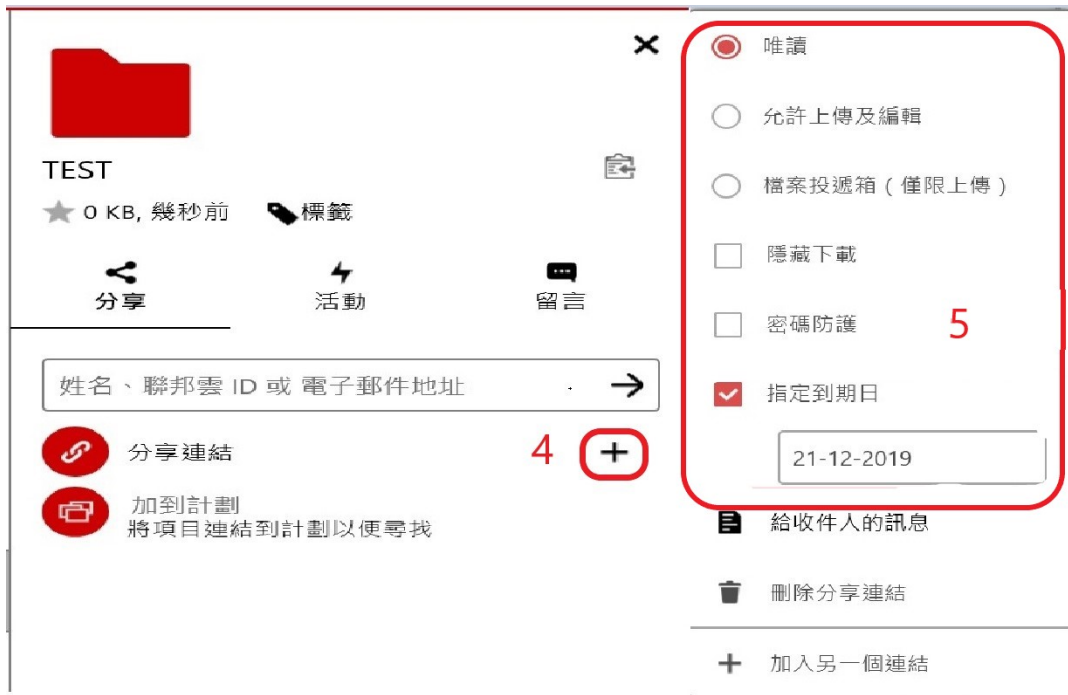 TEST
0 KB, 幾秒前 標籤
分享 活動 留言
姓名、聯邦雲 ID 或 電子郵件地址
分享連結 4
加到計劃
將項目連結到計劃以便尋找
唯讀
允許上傳及編輯
檔案投遞箱 ( 僅限上傳 )
隱藏下載
密碼防護 5
指定到期日
21-12-2019
給收件人的訊息
刪除分享連結
加入另一個連結